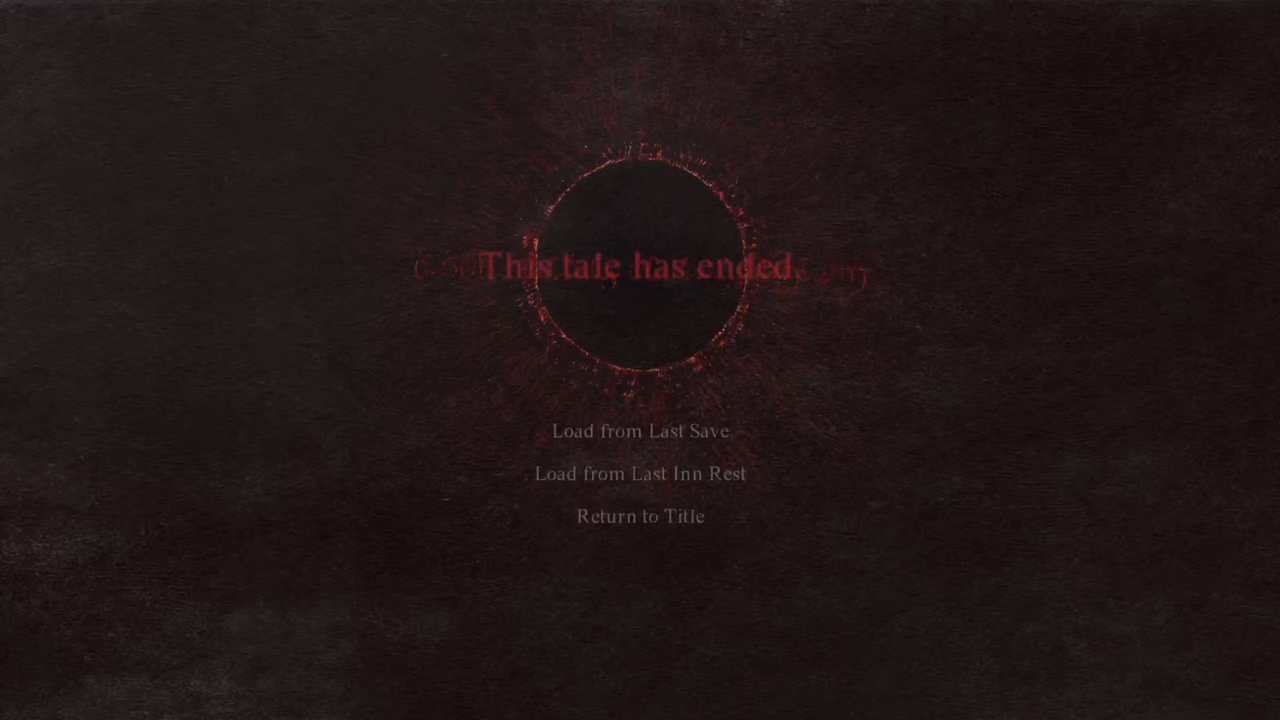 This tale has ended.
Load from Last Save
Load from Last Inn Rest
Return to Title